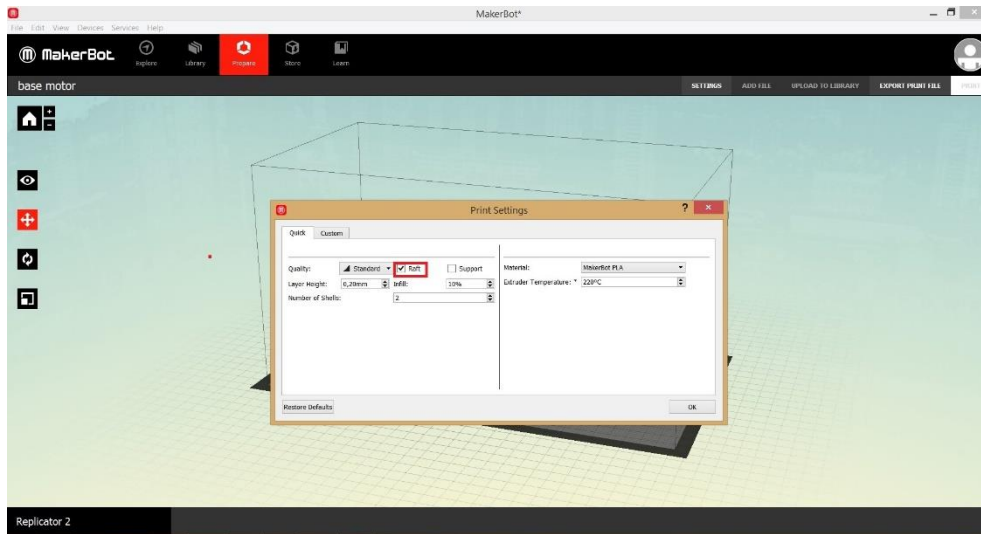 MakerBot*
File Edit View Devices Services Help
MakerBot.
Explore
Library
Prepare
Store
Learn
base motor
SETTINGS
ADD FILE
UPLOAD TO LIBRARY
EXPORT PRINT FILE
PRINT
Print Settings
Quick
Custom
Quality:
Standard
Raft
Support
Layer Height:
0,20mm
Infill:
10%
Number of Shells:
2
Material:
MakerBot PLA
Extruder Temperature: *
220°C
Restore Defaults
OK
Replicator 2